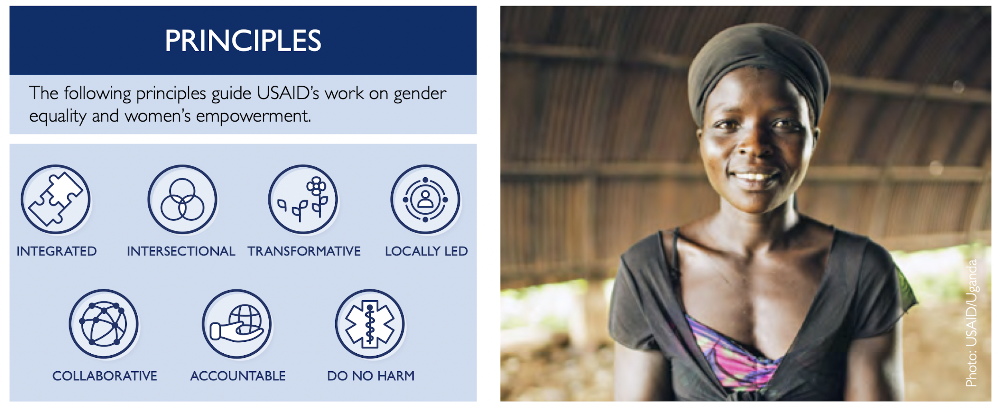 PRINCIPLES
The following principles guide USAID’s work on gender
equality and women’s empowerment.
INTEGRATED
INTERSECTIONAL
TRANSFORMATIVE
LOCALLY LED
COLLABORATIVE
ACCOUNTABLE
DO NO HARM
Photo: USAID/Uganda